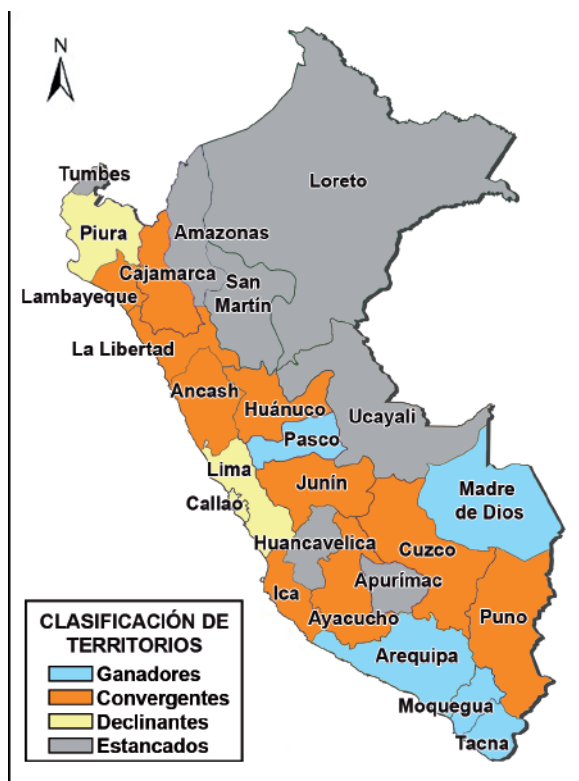 N
Tumbes
Loreto
Piura
Amazonas
Cajamarca
San
Martín
Lambayeque
La Libertad
Ancash
Huánuco
Ucayali
Pasco
Lima
Junín
Madre
de Dios
Callao
Huancavelica
Cuzco
Apurímac
Ica
Ayacucho
Puno
Arequipa
Moquegua
Tacna
CLASIFICACIÓN DE
TERRITORIOS
Ganadores
Convergentes
Declinantes
Estancados